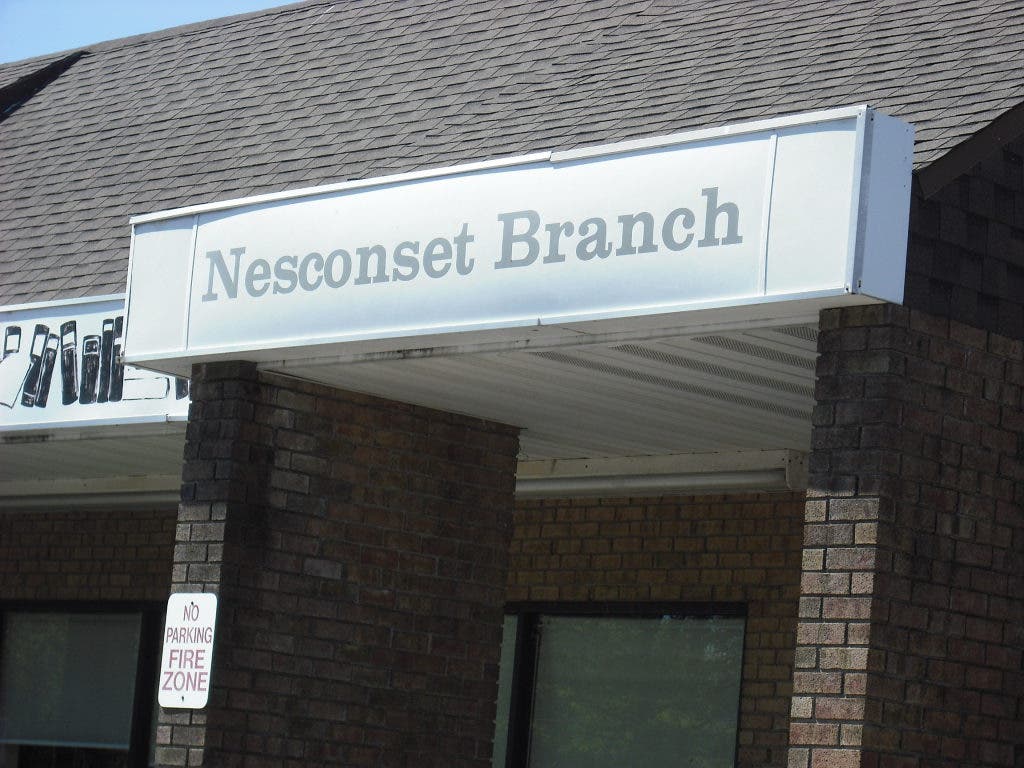 Nesconset Branch
NO
PARKING
FIRE
ZONE